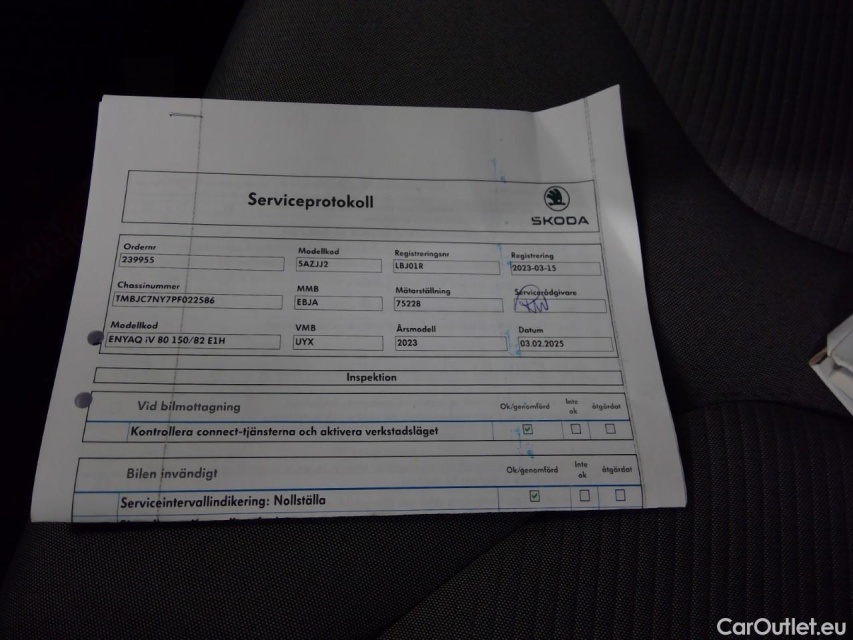 Serviceprotokoll
SKODA
Ordernr
239955
Modellkod
5AZJJ2
Registreringsnr
LBJ01R
Registrering
2023-03-15
Chassinummer
TMBJC7NY7PF022586
MMB
EBJA
Mätarställning
75228
Servicerådgivare
Modellkod
ENYAQ iV 80 150/82 E1H
VMB
UYX
Årsmodell
2023
Datum
03.02.2025
Inspektion
Vid bilmottagning Ok/genomförd Inte ok åtgärdat
Kontrollera connect-tjänsterna och aktivera verkstadsläget
Bilen invändigt Ok/genomförd Inte ok åtgärdat
Serviceintervallindikering: Nollställa
CarOutlet.eu